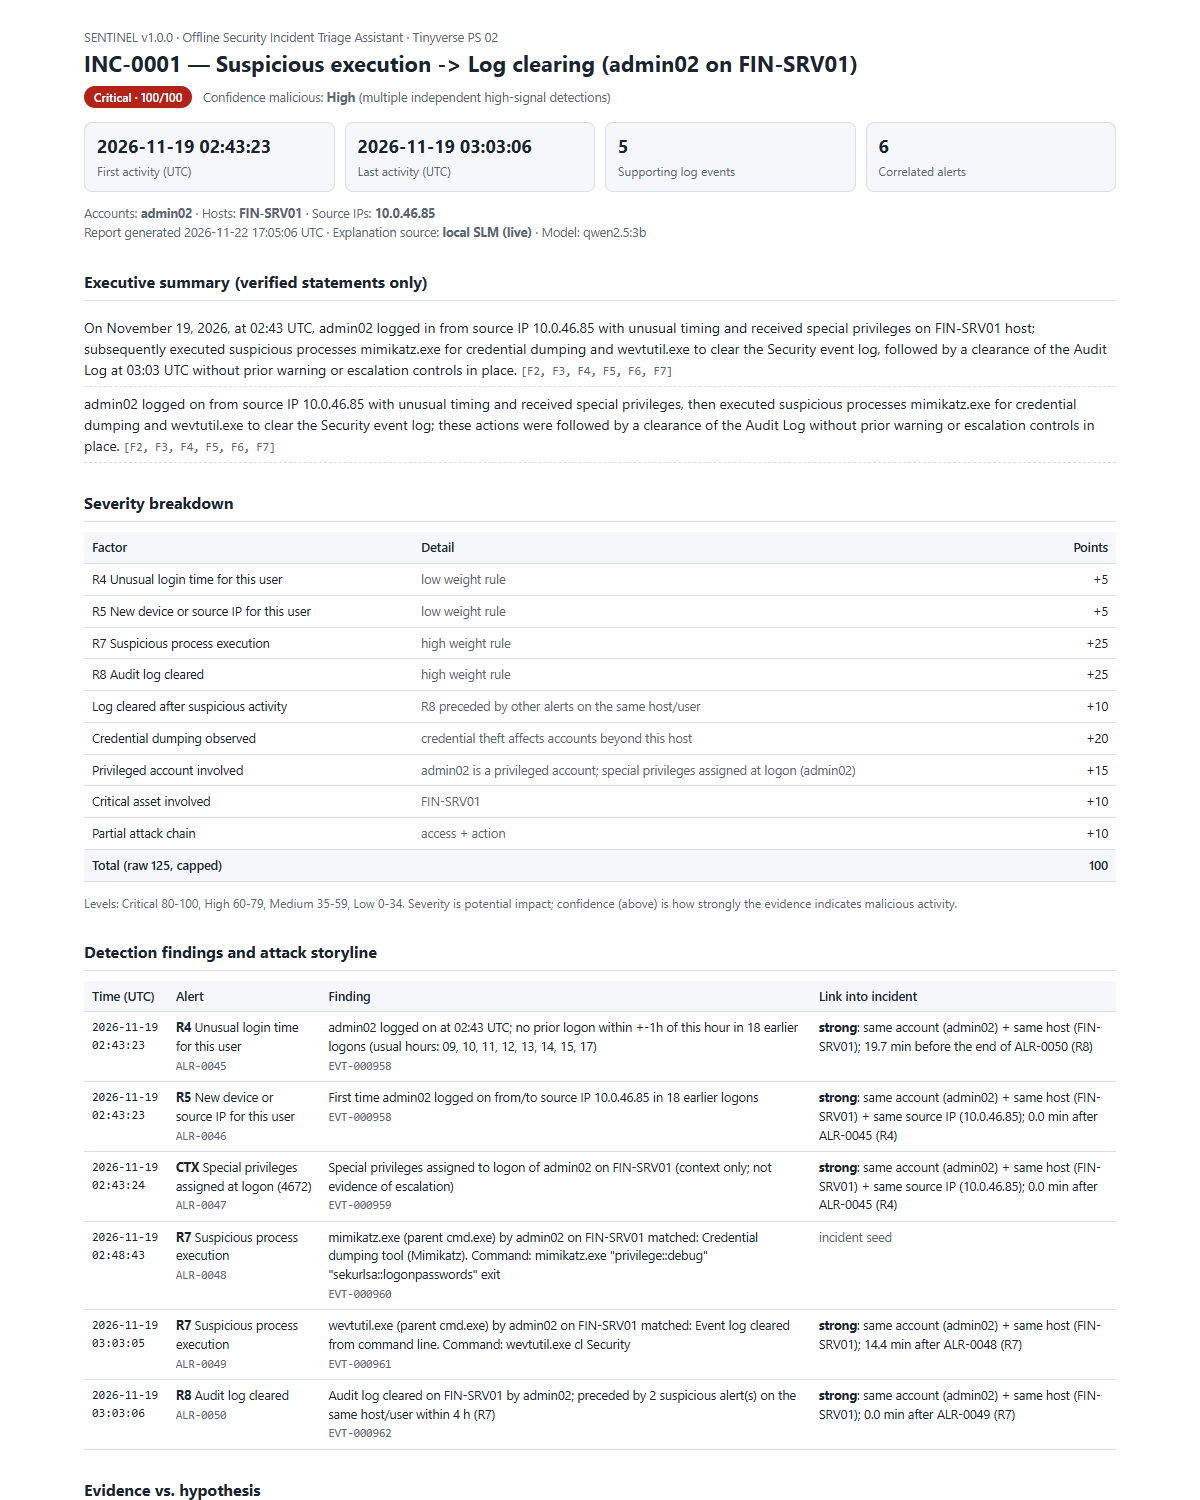 SENTINEL v1.0.0 · Offline Security Incident Triage Assistant · Tinyverse PS 02
INC-0001 — Suspicious execution -> Log clearing (admin02 on FIN-SRV01)
Critical · 100/100 Confidence malicious: High (multiple independent high-signal detections)
2026-11-19 02:43:23
First activity (UTC)
2026-11-19 03:03:06
Last activity (UTC)
5
Supporting log events
6
Correlated alerts
Accounts: admin02 · Hosts: FIN-SRV01 · Source IPs: 10.0.46.85
Report generated 2026-11-22 17:05:06 UTC · Explanation source: local SLM (live) · Model: qwen2.5:3b
Executive summary (verified statements only)
On November 19, 2026, at 02:43 UTC, admin02 logged in from source IP 10.0.46.85 with unusual timing and received special privileges on FIN-SRV01 host;
subsequently executed suspicious processes mimikatz.exe for credential dumping and wevtutil.exe to clear the Security event log, followed by a clearance of the Audit
Log at 03:03 UTC without prior warning or escalation controls in place. [F2, F3, F4, F5, F6, F7]
admin02 logged on from source IP 10.0.46.85 with unusual timing and received special privileges, then executed suspicious processes mimikatz.exe for credential
dumping and wevtutil.exe to clear the Security event log; these actions were followed by a clearance of the Audit Log without prior warning or escalation controls in
place. [F2, F3, F4, F5, F6, F7]
Severity breakdown
Factor Detail Points
R4 Unusual login time for this user low weight rule +5
R5 New device or source IP for this user low weight rule +5
R7 Suspicious process execution high weight rule +25
R8 Audit log cleared high weight rule +25
Log cleared after suspicious activity R8 preceded by other alerts on the same host/user +10
Credential dumping observed credential theft affects accounts beyond this host +20
Privileged account involved admin02 is a privileged account; special privileges assigned at logon (admin02) +15
Critical asset involved FIN-SRV01 +10
Partial attack chain access + action +10
Total (raw 125, capped) 100
Levels: Critical 80-100, High 60-79, Medium 35-59, Low 0-34. Severity is potential impact; confidence (above) is how strongly the evidence indicates malicious activity.
Detection findings and attack storyline
Time (UTC) Alert Finding Link into incident
2026-11-19 R4 Unusual login time admin02 logged on at 02:43 UTC; no prior logon within +-1h of this hour in 18 earlier strong: same account (admin02) + same host (FIN-
02:43:23 for this user logons (usual hours: 09, 10, 11, 12, 13, 14, 15, 17) SRV01); 19.7 min before the end of ALR-0050 (R8)
ALR-0045 EVT-000958
2026-11-19 R5 New device or First time admin02 logged on from/to source IP 10.0.46.85 in 18 earlier logons strong: same account (admin02) + same host (FIN-
02:43:23 source IP for this user EVT-000958 SRV01) + same source IP (10.0.46.85); 0.0 min after
ALR-0046 ALR-0045 (R4)
2026-11-19 CTX Special privileges Special privileges assigned to logon of admin02 on FIN-SRV01 (context only; not strong: same account (admin02) + same host (FIN-
02:43:24 assigned at logon (4672) evidence of escalation) SRV01) + same source IP (10.0.46.85); 0.0 min after
ALR-0047 EVT-000959 ALR-0045 (R4)
2026-11-19 R7 Suspicious process mimikatz.exe (parent cmd.exe) by admin02 on FIN-SRV01 matched: Credential incident seed
02:48:43 execution dumping tool (Mimikatz). Command: mimikatz.exe "privilege::debug"
ALR-0048 "sekurlsa::logonpasswords" exit
EVT-000960
2026-11-19 R7 Suspicious process wevtutil.exe (parent cmd.exe) by admin02 on FIN-SRV01 matched: Event log cleared strong: same account (admin02) + same host (FIN-
03:03:05 execution from command line. Command: wevtutil.exe cl Security SRV01); 14.4 min after ALR-0048 (R7)
ALR-0049 EVT-000961
2026-11-19 R8 Audit log cleared Audit log cleared on FIN-SRV01 by admin02; preceded by 2 suspicious alert(s) on the strong: same account (admin02) + same host (FIN-
03:03:06 ALR-0050 same host/user within 4 h (R7) SRV01); 0.0 min after ALR-0049 (R7)
EVT-000962
Evidence vs. hypothesis